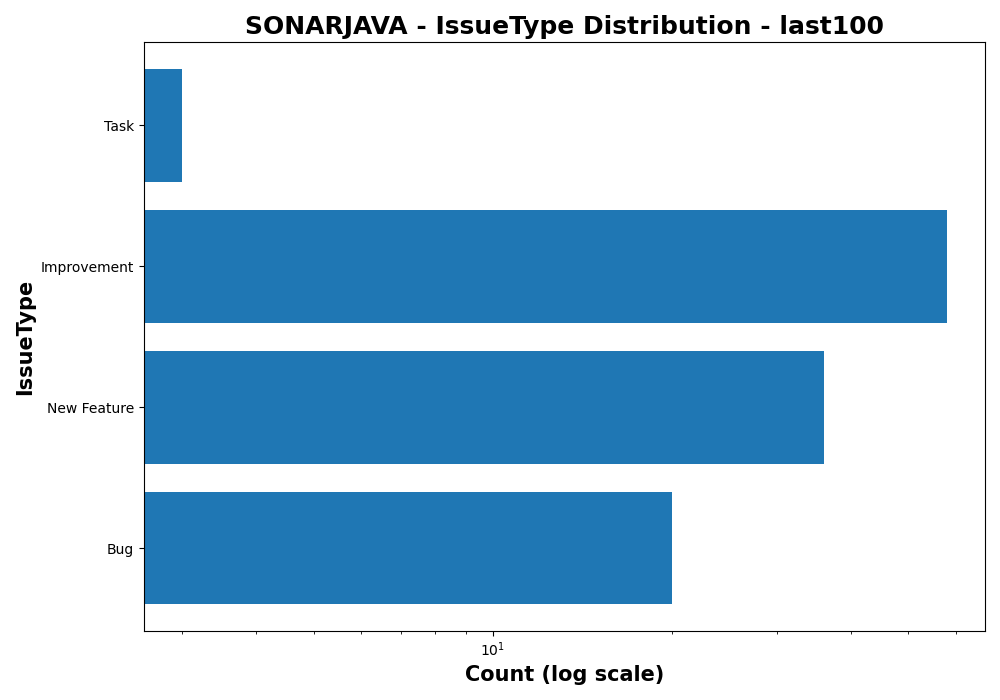 SONARJAVA - IssueType Distribution - last100
Task
Improvement
New Feature
Bug
IssueType
10¹
Count (log scale)